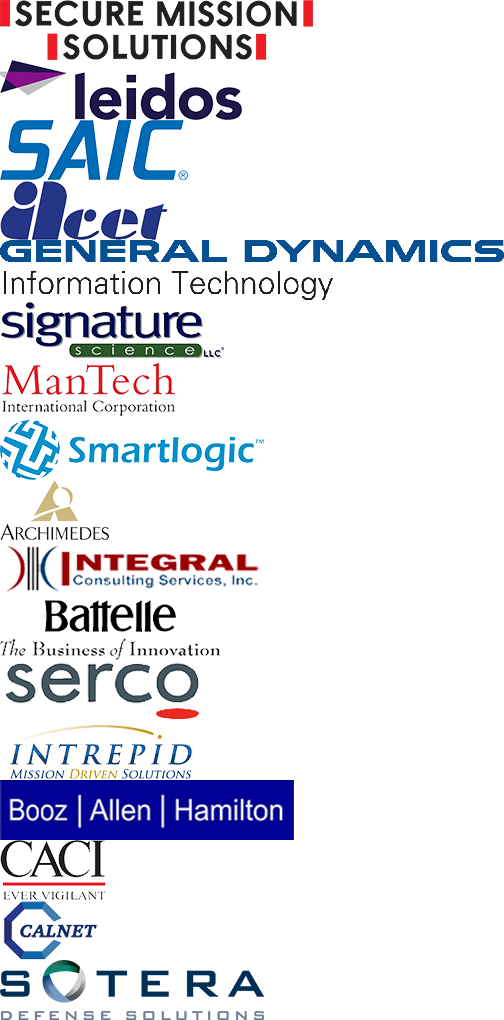 SECURE MISSION
SOLUTIONS
leidos
SAIC®
ilcet
GENERAL DYNAMICS
Information Technology
signature
science LLC®
ManTech
International Corporation
Smartlogic™
ARCHIMEDES
INTEGRAL
Consulting Services, Inc.
Battelle
The Business of Innovation
serco
INTREPID
MISSION DRIVEN SOLUTIONS
Booz | Allen | Hamilton
CACI
EVER VIGILANT
CALNET
SOTERA
DEFENSE SOLUTIONS